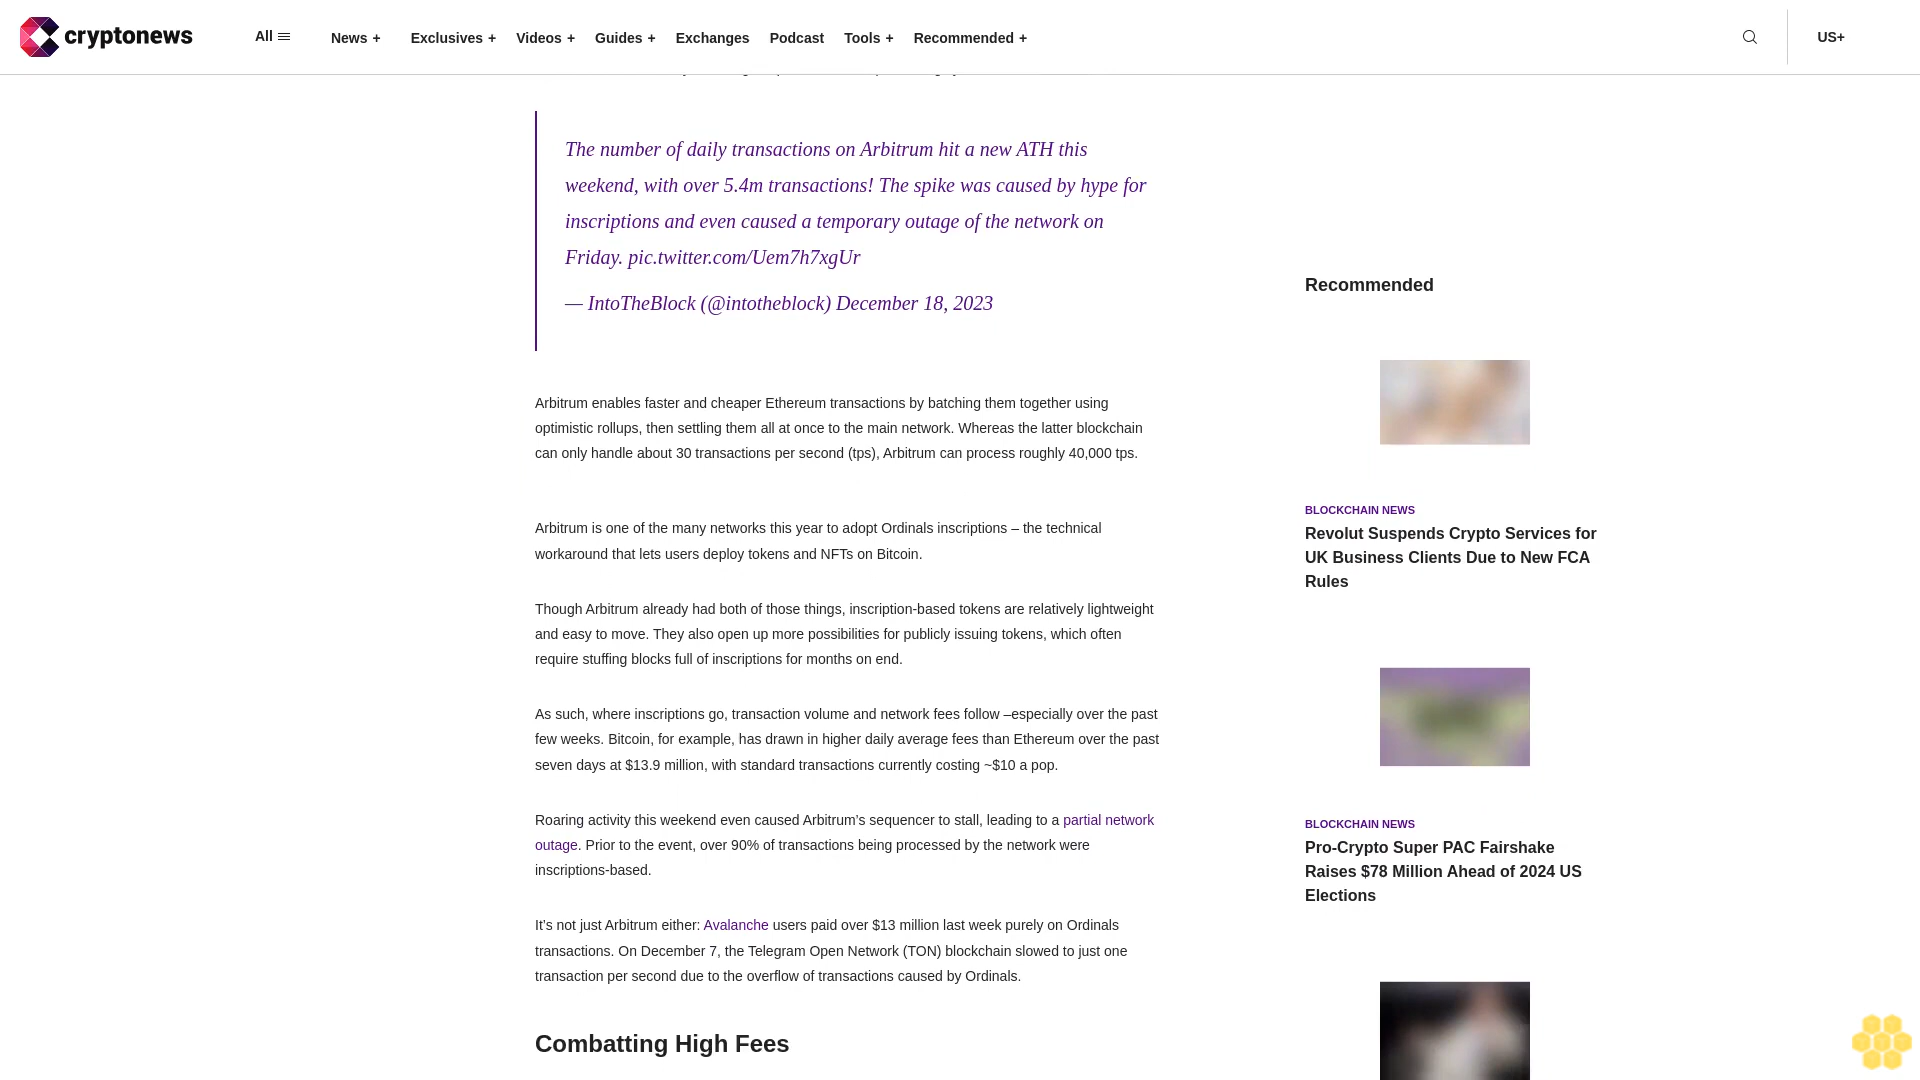 cryptonews
All
News +
Exclusives +
Videos +
Guides +
Exchanges
Podcast
Tools +
Recommended +
US+
The number of daily transactions on Arbitrum hit a new ATH this
weekend, with over 5.4m transactions! The spike was caused by hype for
inscriptions and even caused a temporary outage of the network on
Friday. pic.twitter.com/Uem7h7xgUr
— IntoTheBlock (@intotheblock) December 18, 2023
Arbitrum enables faster and cheaper Ethereum transactions by batching them together using
optimistic rollups, then settling them all at once to the main network. Whereas the latter blockchain
can only handle about 30 transactions per second (tps), Arbitrum can process roughly 40,000 tps.
Arbitrum is one of the many networks this year to adopt Ordinals inscriptions – the technical
workaround that lets users deploy tokens and NFTs on Bitcoin.
Though Arbitrum already had both of those things, inscription-based tokens are relatively lightweight
and easy to move. They also open up more possibilities for publicly issuing tokens, which often
require stuffing blocks full of inscriptions for months on end.
As such, where inscriptions go, transaction volume and network fees follow –especially over the past
few weeks. Bitcoin, for example, has drawn in higher daily average fees than Ethereum over the past
seven days at $13.9 million, with standard transactions currently costing ~$10 a pop.
Roaring activity this weekend even caused Arbitrum’s sequencer to stall, leading to a partial network
outage. Prior to the event, over 90% of transactions being processed by the network were
inscriptions-based.
It’s not just Arbitrum either: Avalanche users paid over $13 million last week purely on Ordinals
transactions. On December 7, the Telegram Open Network (TON) blockchain slowed to just one
transaction per second due to the overflow of transactions caused by Ordinals.
Combatting High Fees
Recommended
BLOCKCHAIN NEWS
Revolut Suspends Crypto Services for
UK Business Clients Due to New FCA
Rules
BLOCKCHAIN NEWS
Pro-Crypto Super PAC Fairshake
Raises $78 Million Ahead of 2024 US
Elections